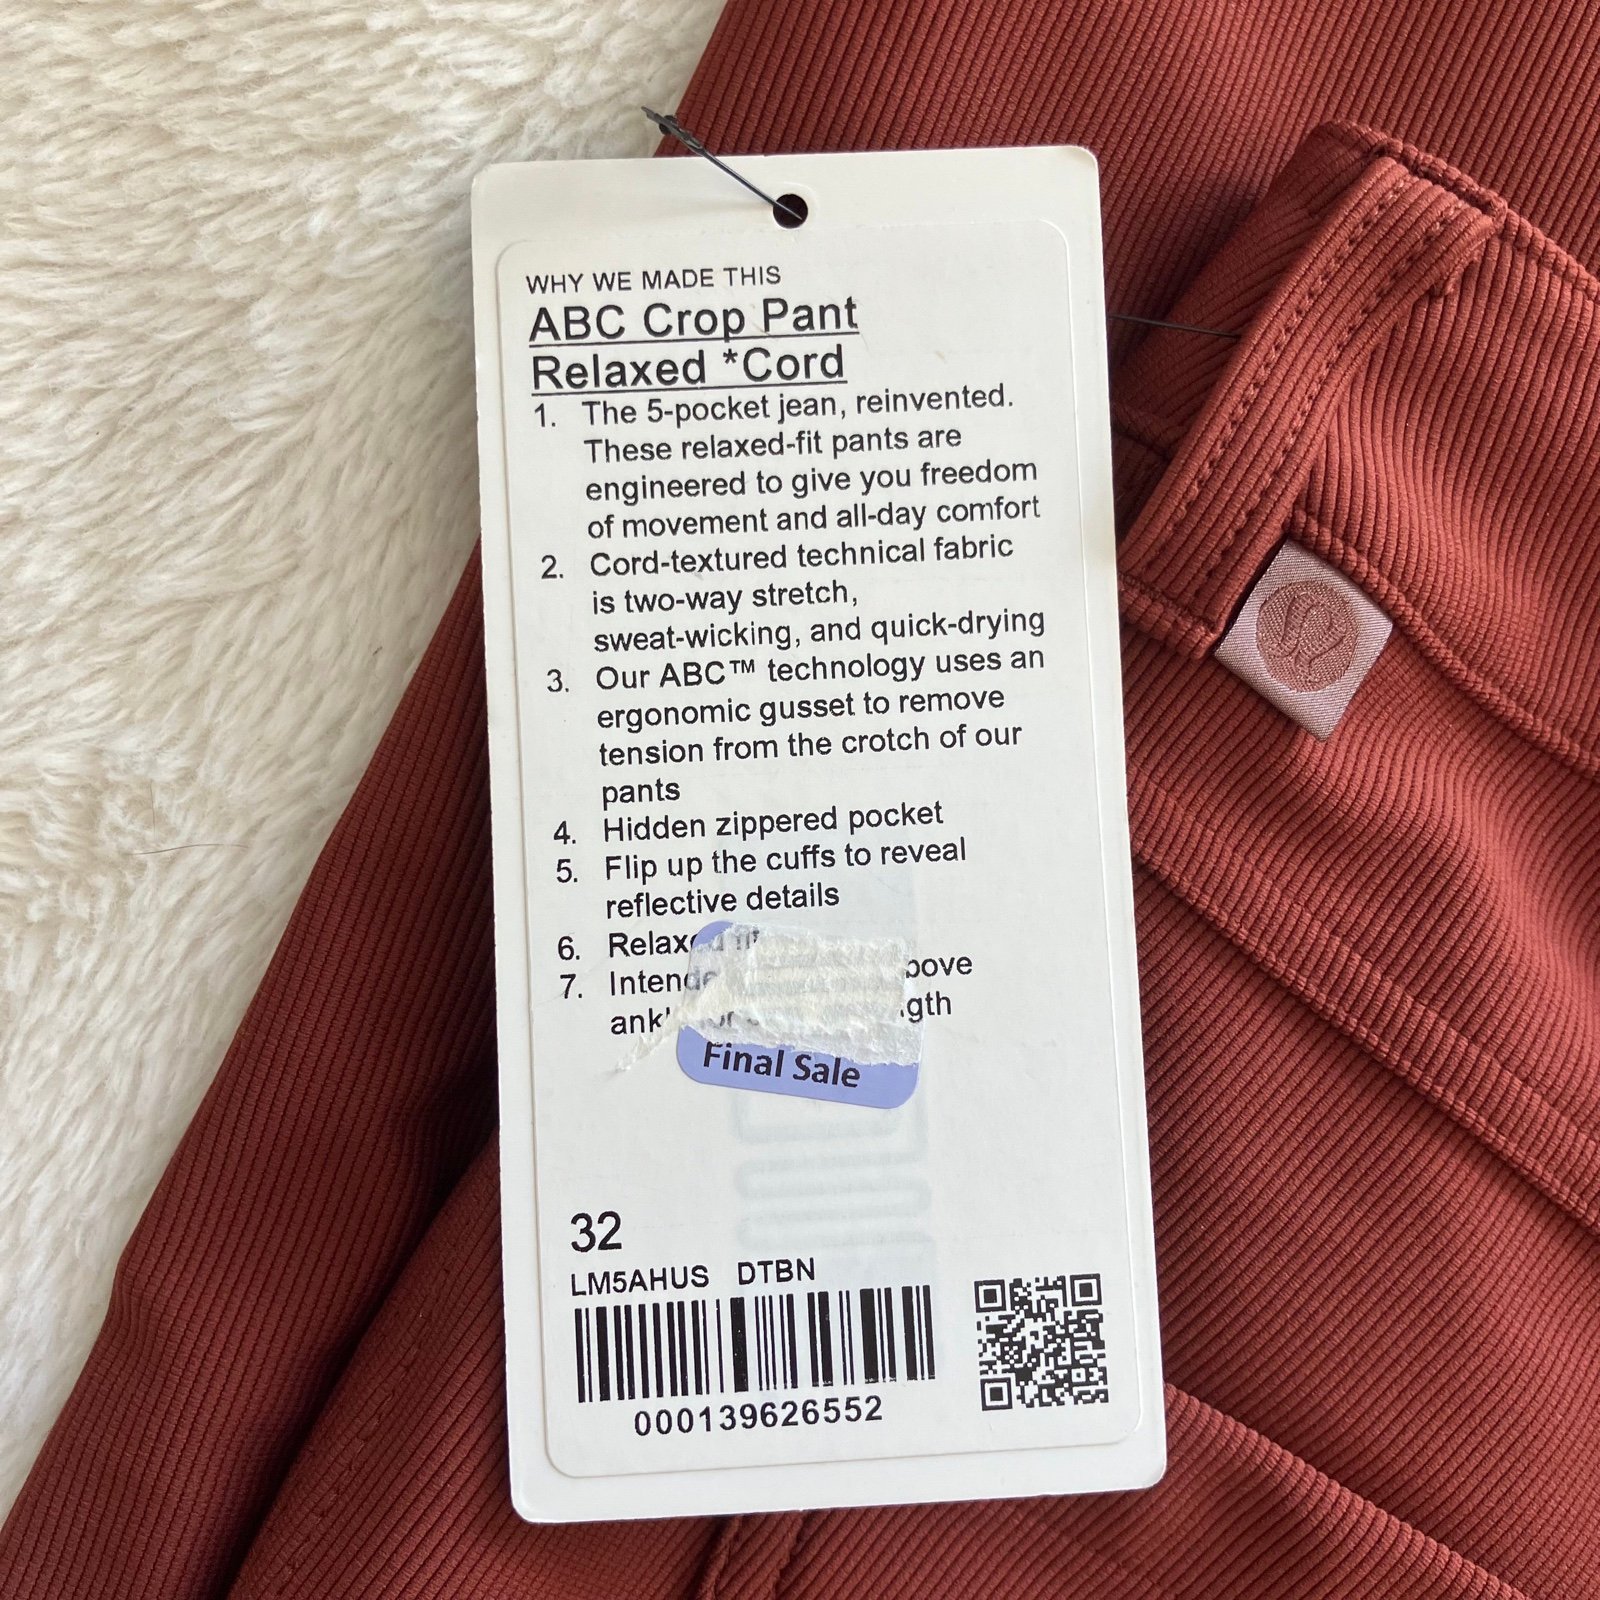 WHY WE MADE THIS
ABC Crop Pant
Relaxed *Cord
1. The 5-pocket jean, reinvented.
These relaxed-fit pants are
engineered to give you freedom
of movement and all-day comfort
2. Cord-textured technical fabric
is two-way stretch,
sweat-wicking, and quick-drying
3. Our ABC™ technology uses an
ergonomic gusset to remove
tension from the crotch of our
pants
4. Hidden zippered pocket
5. Flip up the cuffs to reveal
reflective details
6. Relaxed fit
7.
Final Sale
32
LM5AHUS DTBN
000139626552